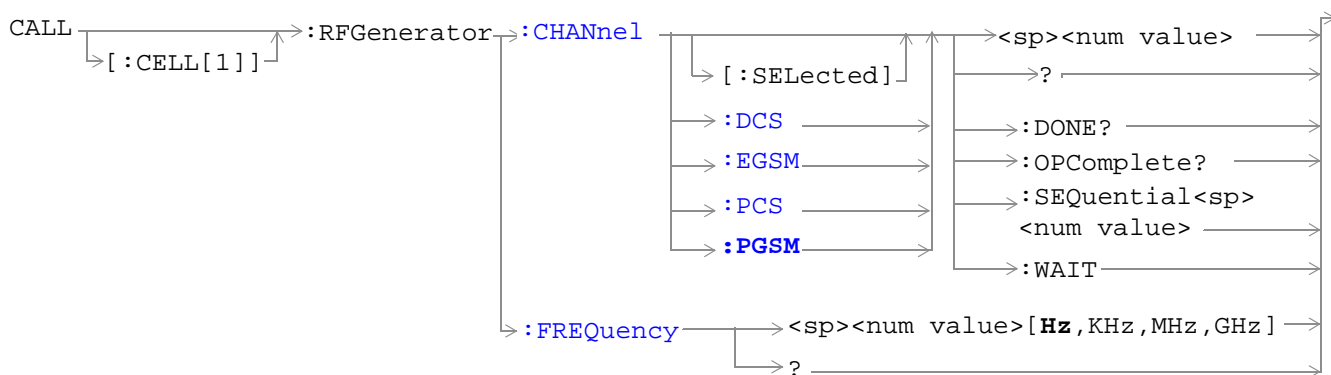 CALL :RFGenerator :CHANnel <sp><num value>
[:CELL[1]] [:SELected] ?
:DCS :DONE?
:EGSM :OPComplete?
:PCS :SEQuential<sp>
<num value>
:PGSM
:WAIT
:FREQuency <sp><num value>[Hz,KHz,MHz,GHz]
?